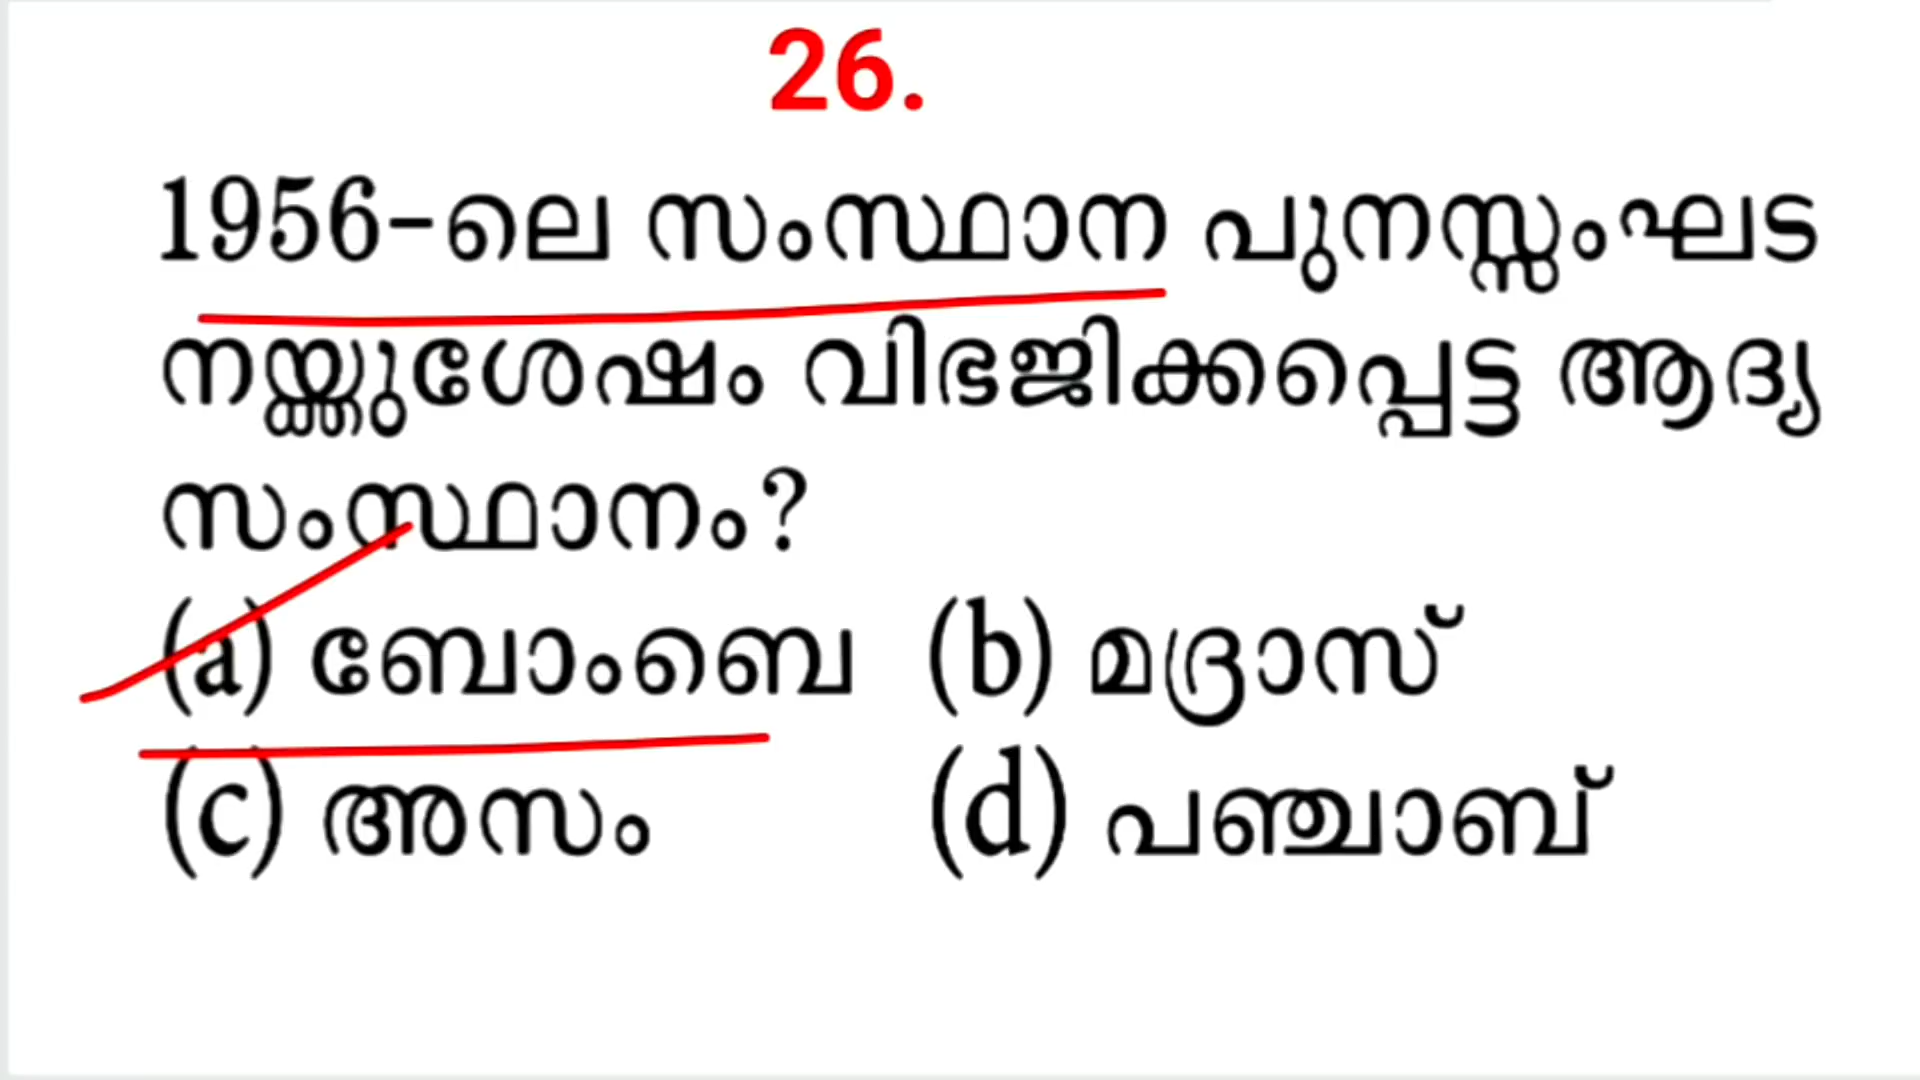 26.
1956-ലെ സംസ്ഥാന പുനസ്സംഘട
നയ്ക്കുശേഷം വിഭജിക്കപ്പെട്ട ആദ്യ
സംസ്ഥാനം?
(a) ബോംബെ (b) മദ്രാസ്
(c) അസം (d) പഞ്ചാബ്